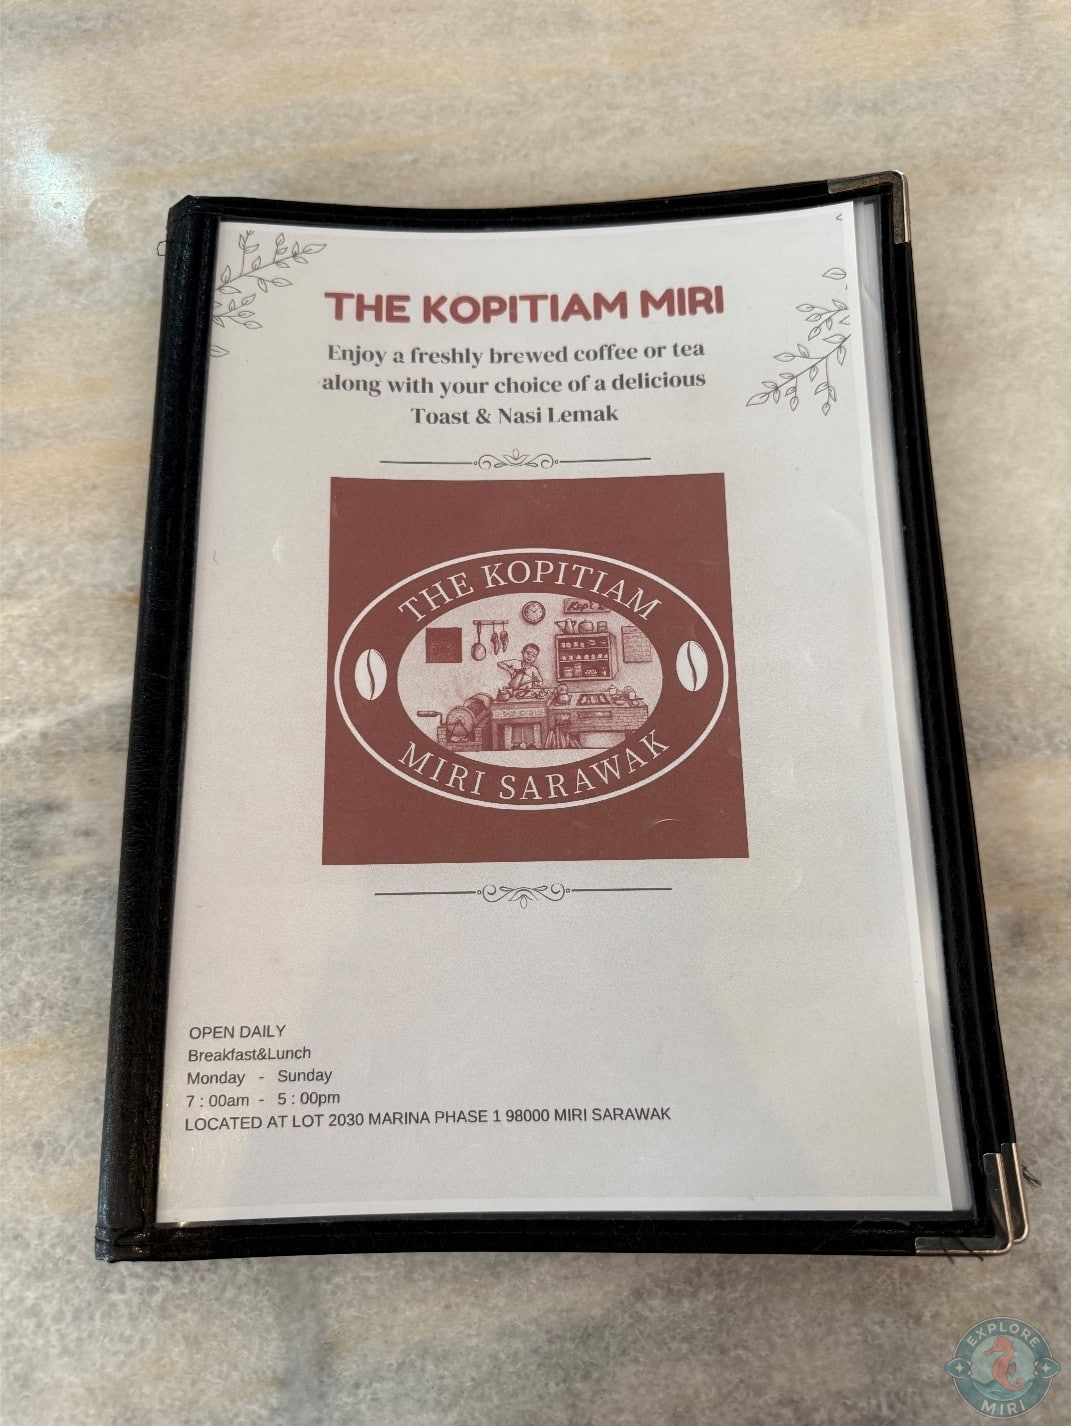 THE KOPITIAM MIRI
Enjoy a freshly brewed coffee or tea
along with your choice of a delicious
Toast & Nasi Lemak
THE KOPITIAM
MIRI SARAWAK
OPEN DAILY
Breakfast&Lunch
Monday - Sunday
7 : 00am - 5 : 00pm
LOCATED AT LOT 2030 MARINA PHASE 1 98000 MIRI SARAWAK
EXPLORE
MIRI